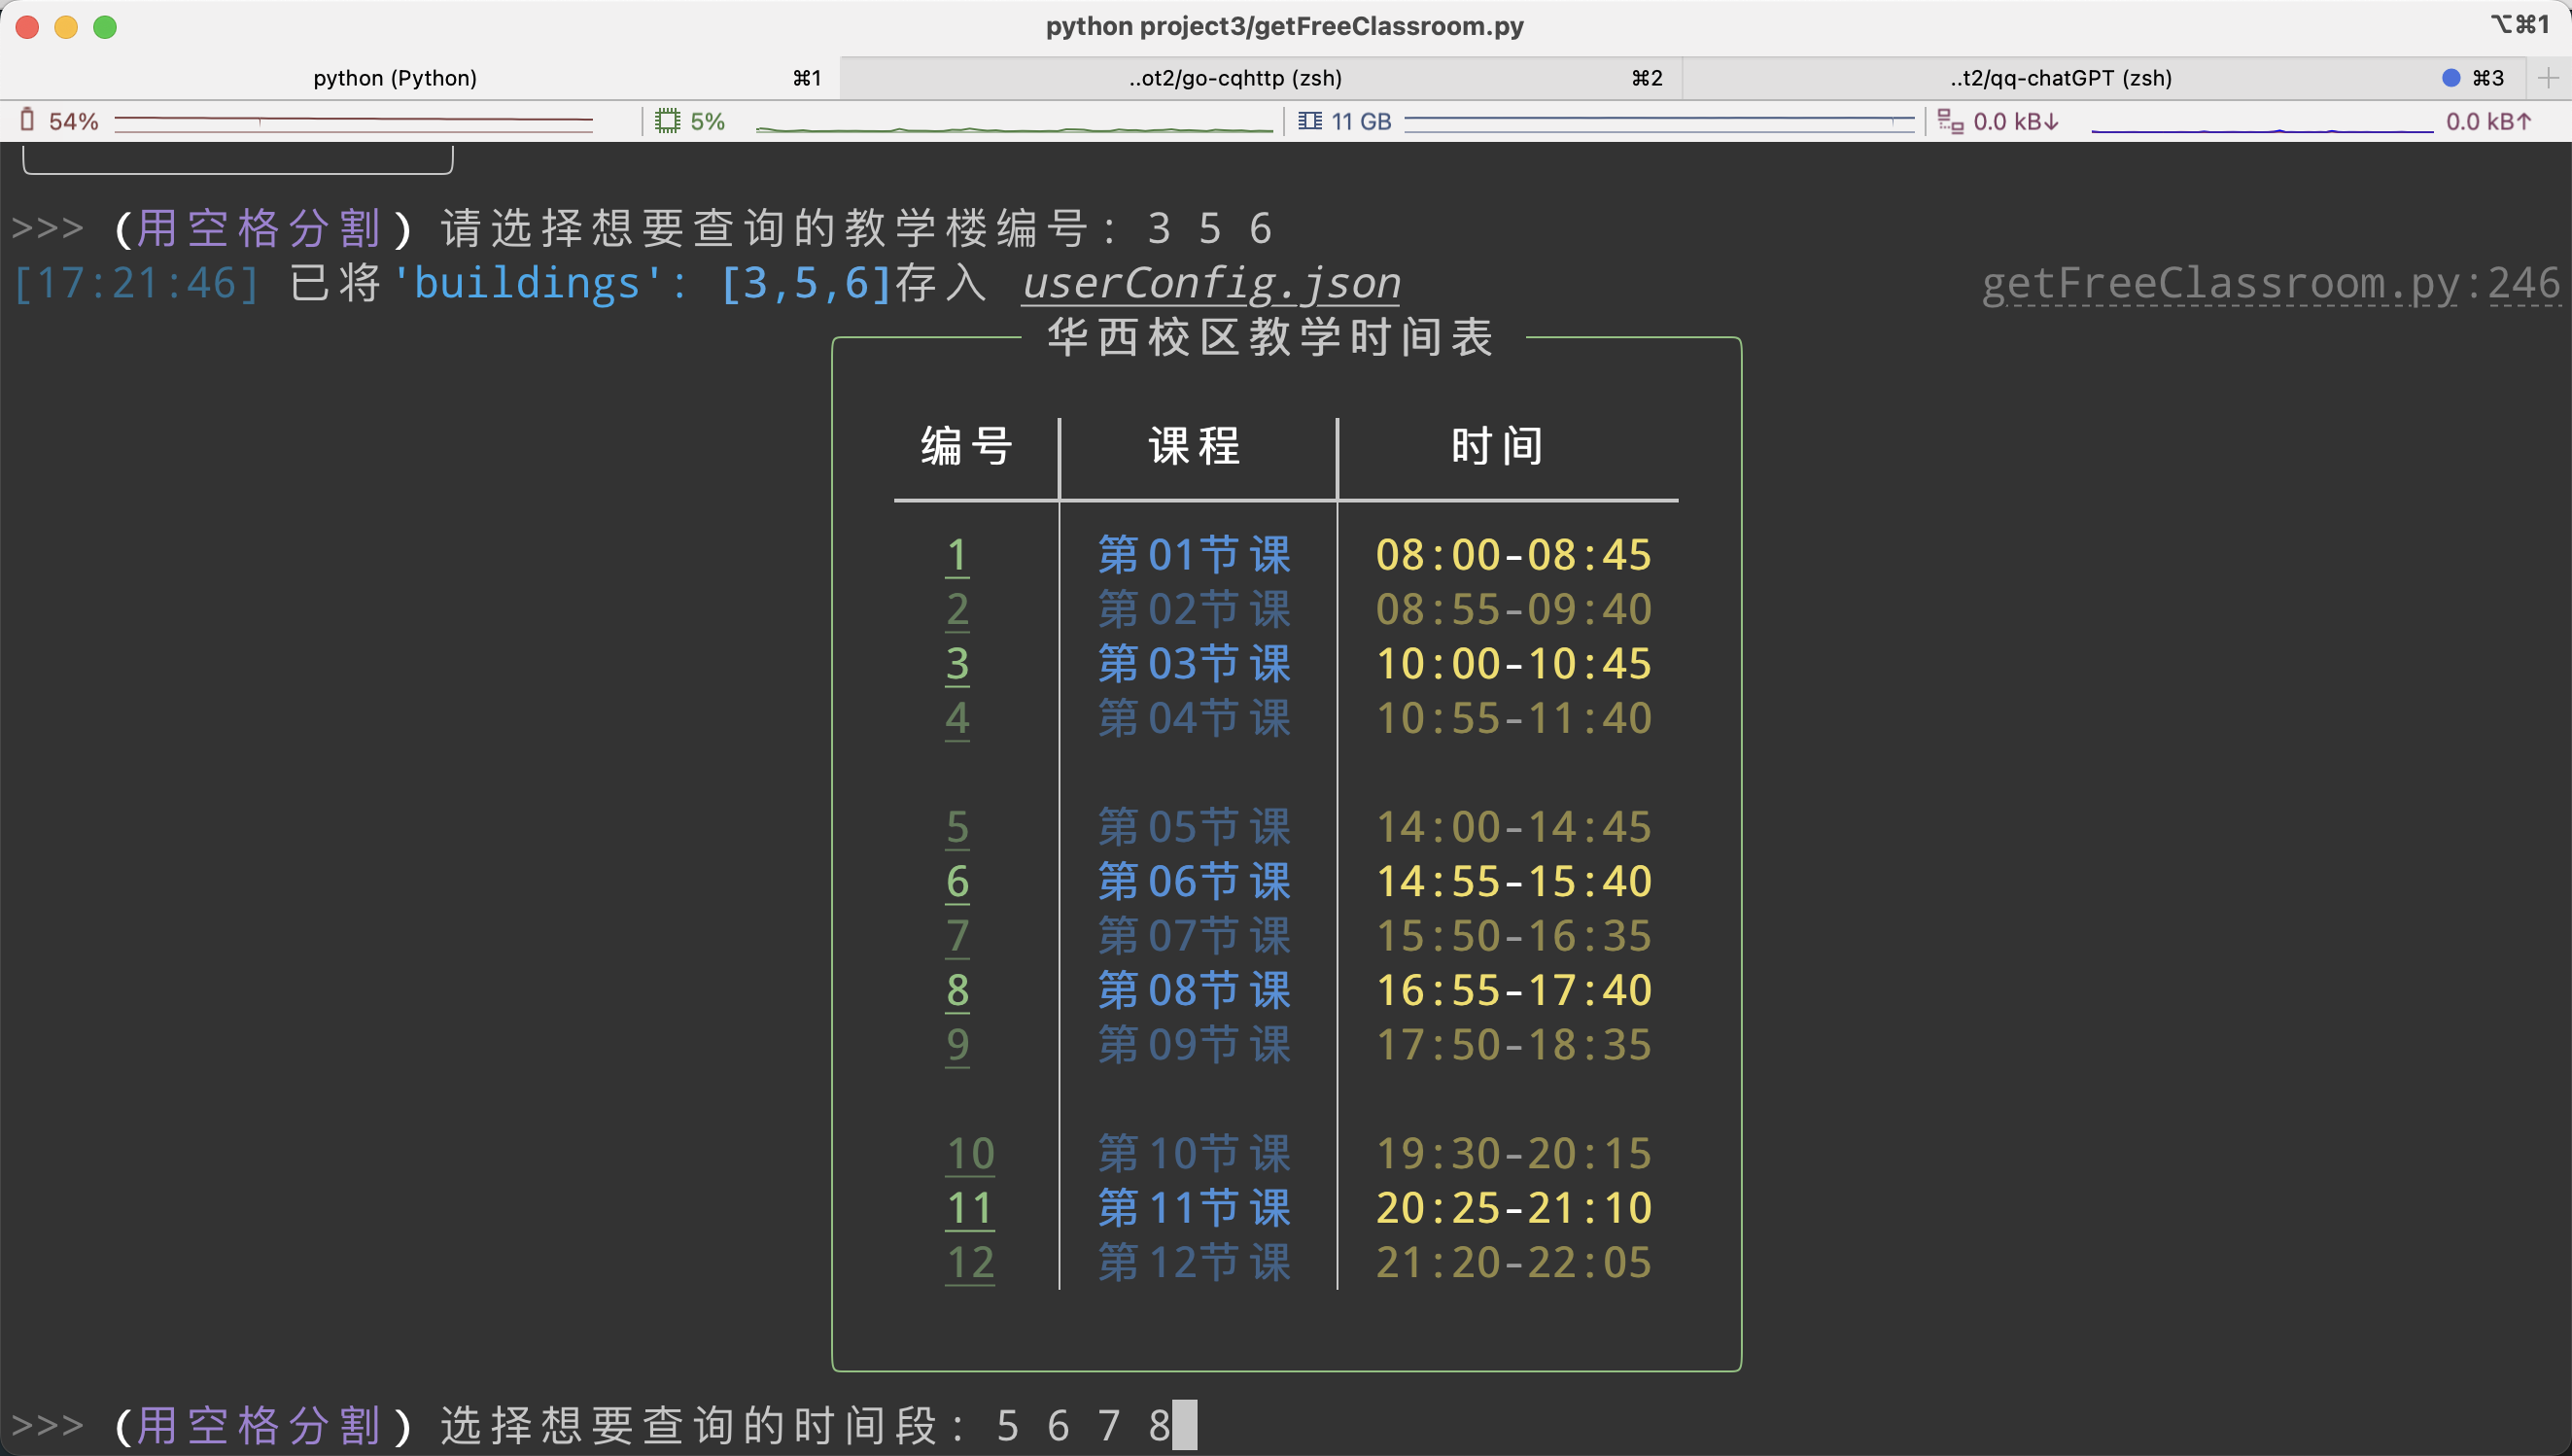 python project3/getFreeClassroom.py ⌥⌘1
python (Python) ⌘1 ..ot2/go-cqhttp (zsh) ⌘2 ..t2/qq-chatGPT (zsh) ⌘3
54% 5% 11 GB 0.0 kB↓ 0.0 kB↑
>>> (用空格分割) 请选择想要查询的教学楼编号: 3 5 6
[17:21:46] 已将'buildings': [3,5,6]存入 userConfig.json getFreeClassroom.py:246
华西校区教学时间表
编号 课程 时间
1 第01节课 08:00-08:45
2 第02节课 08:55-09:40
3 第03节课 10:00-10:45
4 第04节课 10:55-11:40
5 第05节课 14:00-14:45
6 第06节课 14:55-15:40
7 第07节课 15:50-16:35
8 第08节课 16:55-17:40
9 第09节课 17:50-18:35
10 第10节课 19:30-20:15
11 第11节课 20:25-21:10
12 第12节课 21:20-22:05
>>> (用空格分割) 选择想要查询的时间段: 5 6 7 8